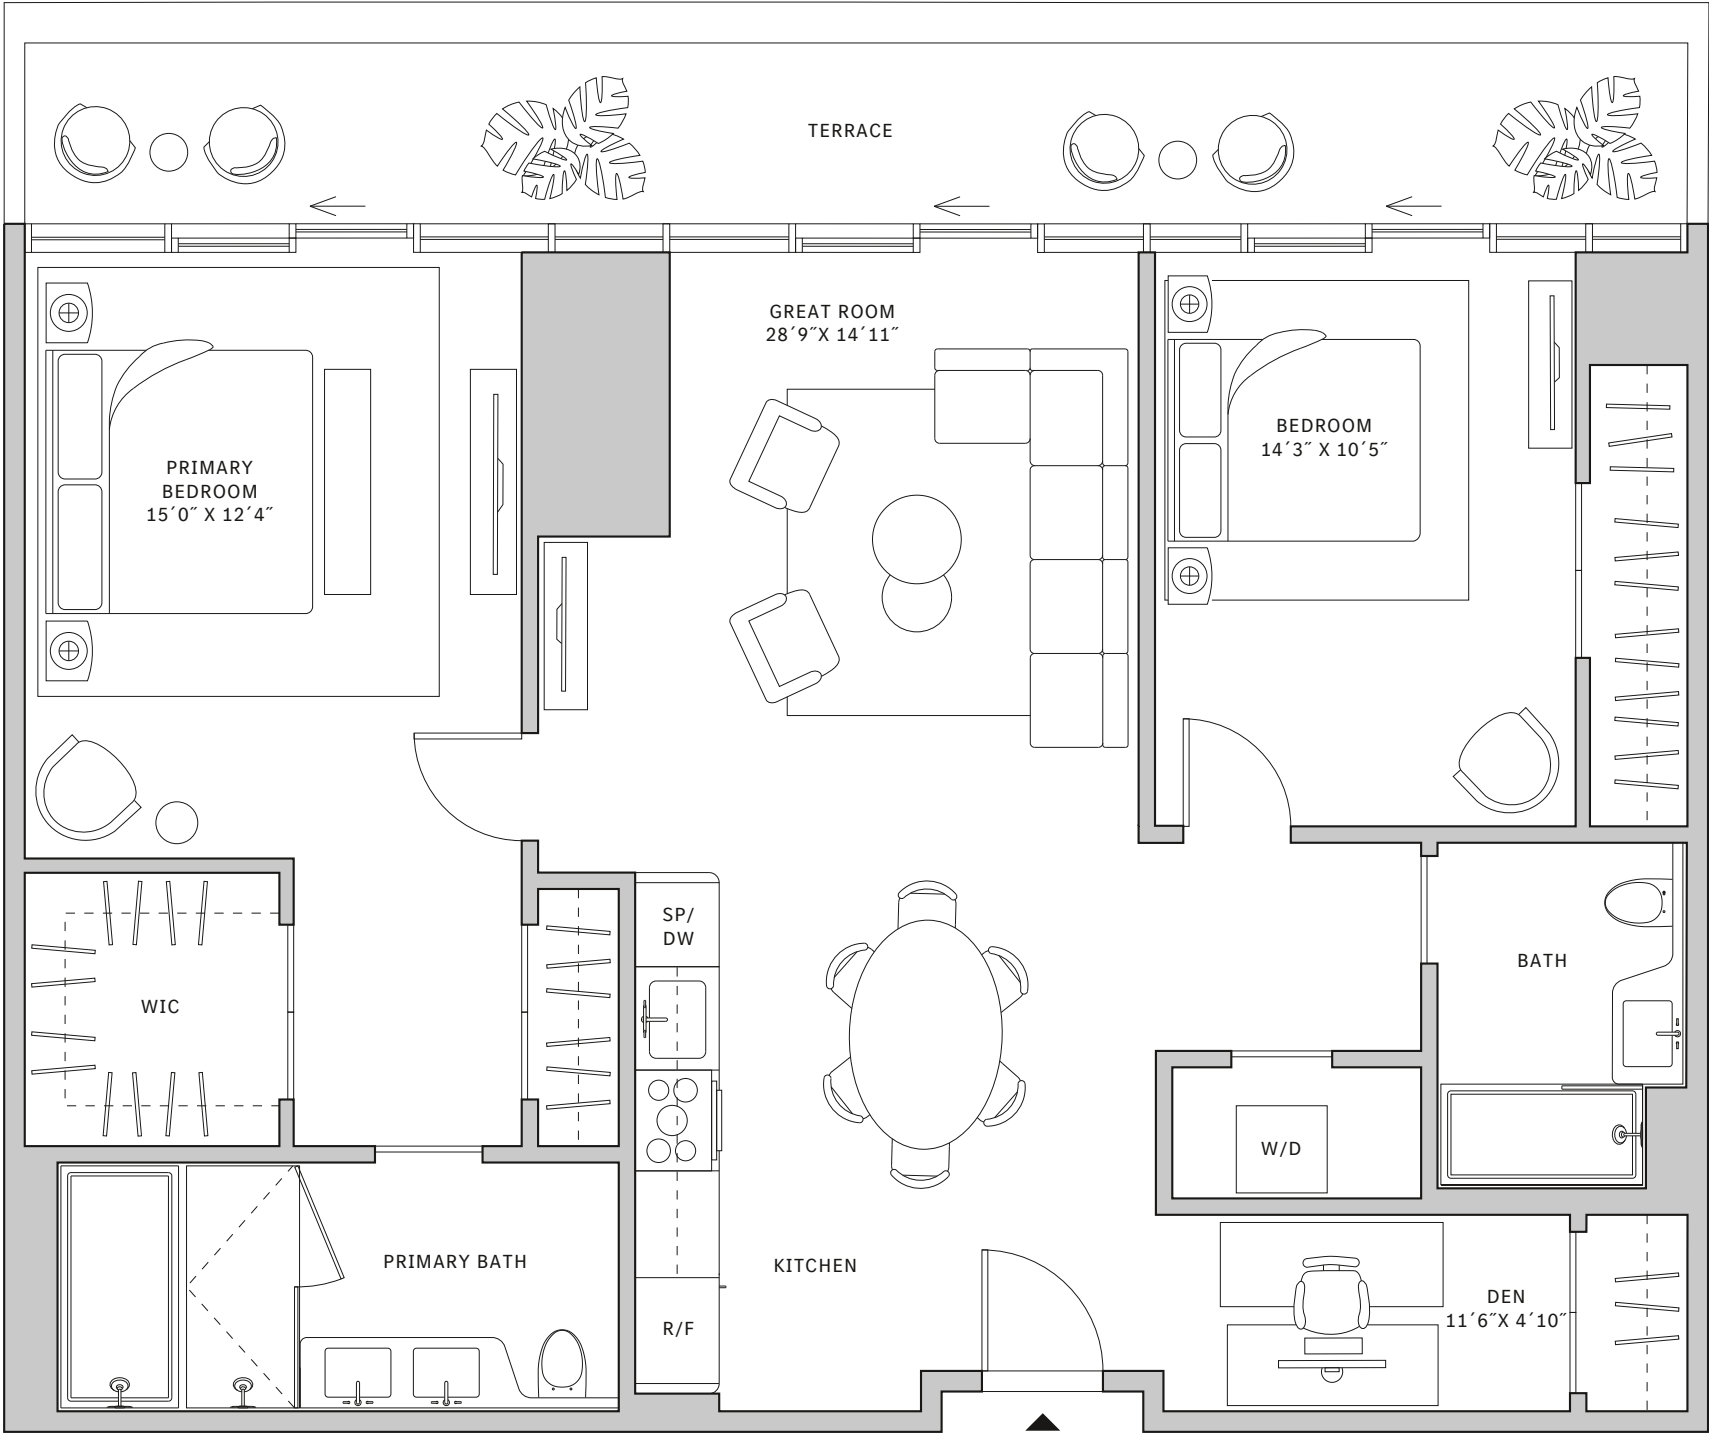 TERRACE
GREAT ROOM
28´9˝X 14´11˝
BEDROOM
14´3˝ X 10´5˝
PRIMARY
BEDROOM
15´0˝ X 12´4˝
SP/
DW
BATH
WIC
W/D
PRIMARY BATH
KITCHEN
DEN
11´6˝X 4´10˝
R/F